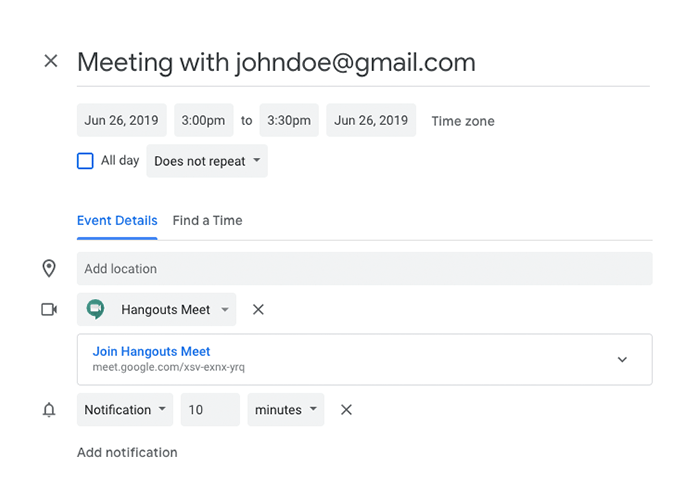 Meeting with johndoe@gmail.com
Jun 26, 2019 3:00pm to 3:30pm Jun 26, 2019 Time zone
All day Does not repeat
Event Details Find a Time
Add location
Hangouts Meet
Join Hangouts Meet
meet.google.com/xsv-exnx-yrq
Notification 10 minutes
Add notification